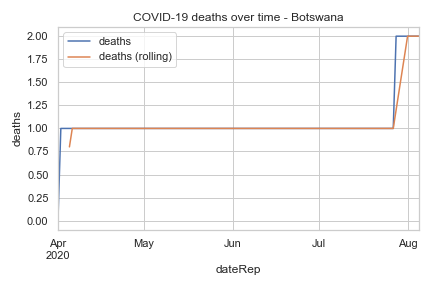 COVID-19 deaths over time - Botswana
deaths
deaths (rolling)
2.00
1.75
1.50
1.25
1.00
0.75
0.50
0.25
0.00
deaths
Apr
2020
May
Jun
Jul
Aug
dateRep